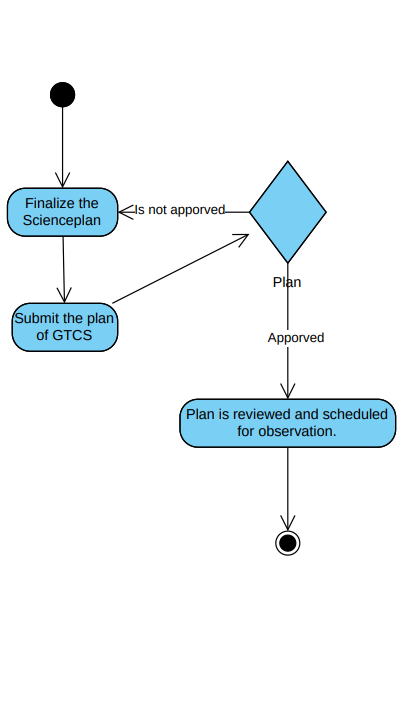 Finalize the
Scienceplan
Is not apporved
Submit the plan
of GTCS
Plan
Apporved
Plan is reviewed and scheduled
for observation.